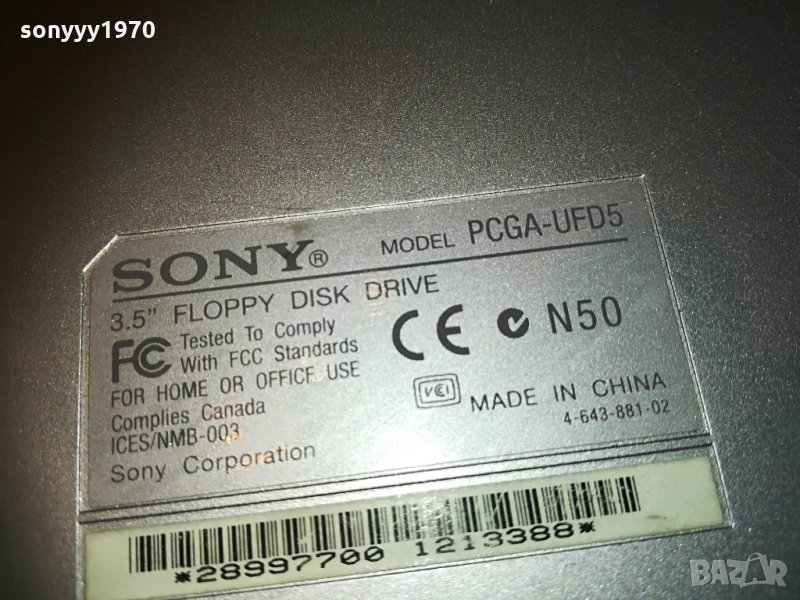 sonyyy1970
SONY® MODEL PCGA-UFD5
3.5" FLOPPY DISK DRIVE
FC Tested To Comply
With FCC Standards
FOR HOME OR OFFICE USE
Complies Canada
ICES/NMB-003
Sony Corporation
CE N50
VCI MADE IN CHINA
4-643-881-02
*28997700 1213388*
BAZAR